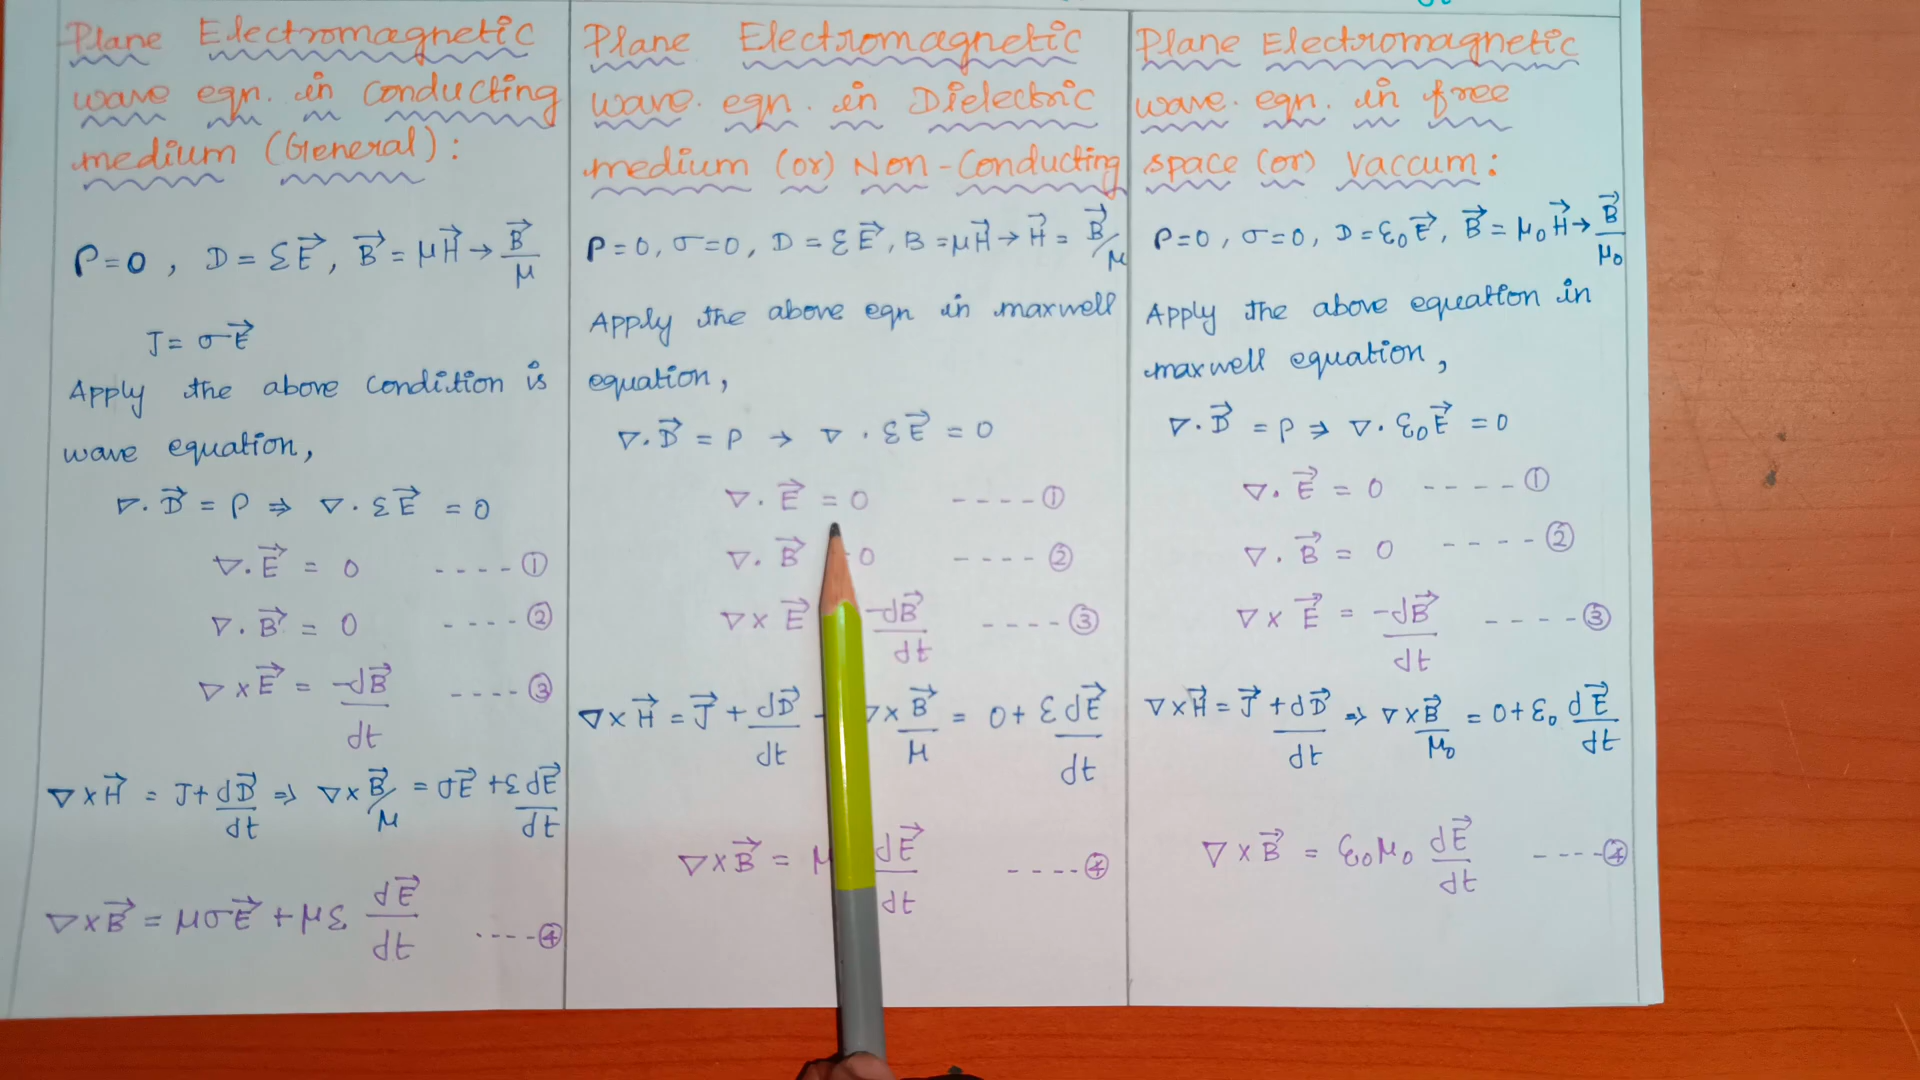 Plane Electromagnetic
wave eqn. in conducting
medium (General) :
ρ=0 , D = εE⃗, B⃗ = μH⃗ → B⃗/μ
J = σE⃗
Apply the above condition is
wave equation,
∇. D⃗ = ρ ⇒ ∇. εE⃗ = 0
∇. E⃗ = 0 ----①
∇. B⃗ = 0 ----②
∇ × E⃗ = -dB⃗/dt ----③
∇×H⃗ = J + dD⃗/dt ⇒ ∇×B⃗/μ = σE⃗ + ε dE⃗/dt
∇×B⃗ = μσE⃗ + με dE⃗/dt ----④
Plane Electromagnetic
wave. eqn. in Dielectric
medium (or) Non-Conducting
ρ=0, σ=0, D = εE⃗, B = μH⃗ → H⃗ = B⃗/μ
Apply the above eqn in maxwell
equation,
∇. D⃗ = ρ → ∇ . εE⃗ = 0
∇. E⃗ = 0 ----①
∇. B⃗ 0 ----②
∇× E⃗ -dB⃗/dt ----③
∇×H⃗ = J⃗ + dD⃗/dt ∇×B⃗/μ = 0+ ε dE⃗/dt
∇×B⃗ = μ dE⃗/dt ----④
Plane Electromagnetic
wave. eqn. in free
space (or) Vaccum :
ρ=0, σ=0, D=ε₀E⃗, B⃗ = μ₀H⃗ → B⃗/μ₀
Apply the above equation in
maxwell equation,
∇. D⃗ = ρ ⇒ ∇. ε₀E⃗ = 0
∇. E⃗ = 0 ----①
∇. B⃗ = 0 ----②
∇ × E⃗ = -dB⃗/dt ----③
∇×H⃗ = J⃗ + dD⃗/dt ⇒ ∇×B⃗/μ₀ = 0+ε₀ dE⃗/dt
∇×B⃗ = ε₀μ₀ dE⃗/dt ----④